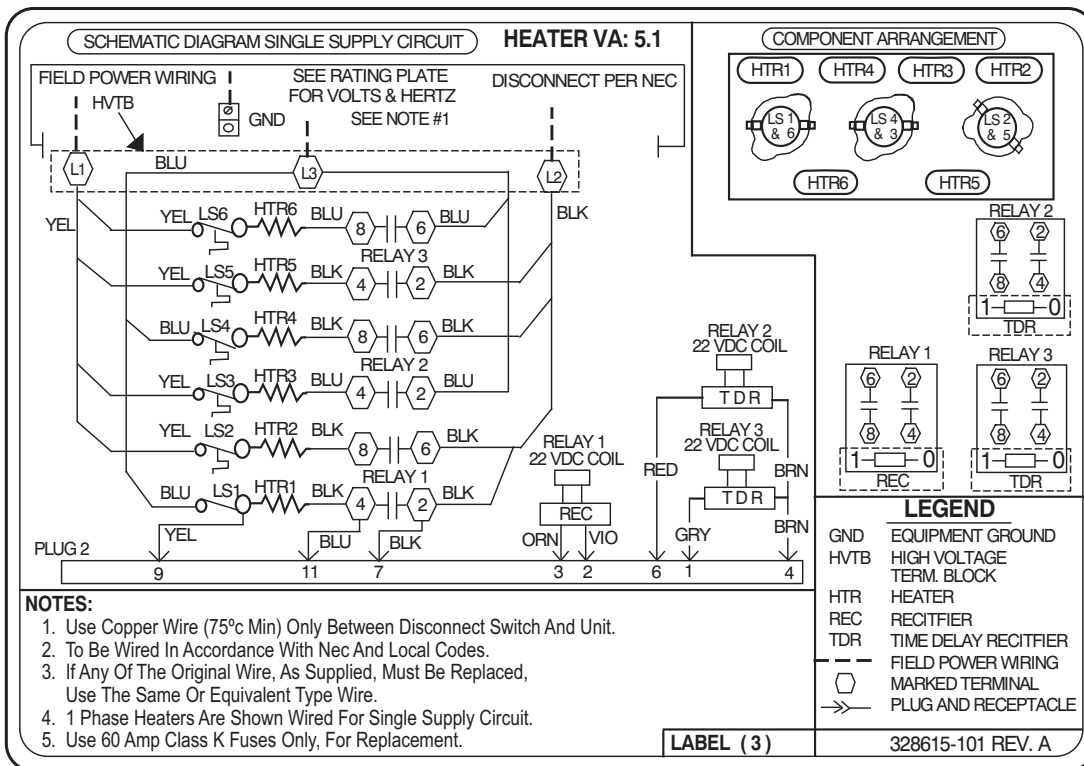 SCHEMATIC DIAGRAM SINGLE SUPPLY CIRCUIT
HEATER VA: 5.1
FIELD POWER WIRING
HVTB
GND
SEE RATING PLATE
FOR VOLTS & HERTZ
SEE NOTE #1
DISCONNECT PER NEC
L1
BLU
L3
L2
YEL
BLK
YEL LS6 HTR6 BLU 8 6 BLU
RELAY 3
YEL LS5 HTR5 BLK 4 2 BLK
BLU LS4 HTR4 BLK 8 6 BLK
RELAY 2
YEL LS3 HTR3 BLU 4 2 BLU
YEL LS2 HTR2 BLK 8 6 BLK
RELAY 1
BLU LS1 HTR1 BLK 4 2 BLK
YEL
BLU
BLK
RELAY 1
22 VDC COIL
REC
ORN
VIO
RELAY 2
22 VDC COIL
TDR
RELAY 3
22 VDC COIL
TDR
RED
BRN
GRY
BRN
PLUG 2
9 11 7 3 2 6 1 4
COMPONENT ARRANGEMENT
HTR1 HTR4 HTR3 HTR2
LS 1
& 6
LS 4
& 3
LS 2
& 5
HTR6 HTR5
RELAY 2
6 2
8 4
1 0
TDR
RELAY 1
6 2
8 4
1 0
REC
RELAY 3
6 2
8 4
1 0
TDR
LEGEND
GND EQUIPMENT GROUND
HVTB HIGH VOLTAGE
TERM. BLOCK
HTR HEATER
REC RECITFIER
TDR TIME DELAY RECITFIER
FIELD POWER WIRING
MARKED TERMINAL
PLUG AND RECEPTACLE
NOTES:
1. Use Copper Wire (75ºc Min) Only Between Disconnect Switch And Unit.
2. To Be Wired In Accordance With Nec And Local Codes.
3. If Any Of The Original Wire, As Supplied, Must Be Replaced,
Use The Same Or Equivalent Type Wire.
4. 1 Phase Heaters Are Shown Wired For Single Supply Circuit.
5. Use 60 Amp Class K Fuses Only, For Replacement.
LABEL ( 3 )
328615-101 REV. A